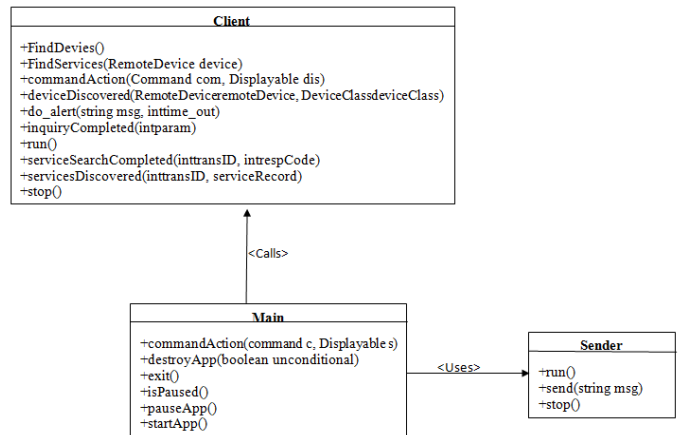 Client
+FindDevies()
+FindServices(RemoteDevice device)
+commandAction(Command com, Displayable dis)
+deviceDiscovered(RemoteDeviceremoteDevice, DeviceClassdeviceClass)
+do_alert(string msg, inttime_out)
+inquiryCompleted(intparam)
+run()
+serviceSearchCompleted(inttransID, intrespCode)
+servicesDiscovered(inttransID, serviceRecord)
+stop()
<Calls>
Main
+commandAction(command c, Displayable s)
+destroyApp(boolean unconditional)
+exit()
+isPaused()
+pauseApp()
+startApp()
<Uses>
Sender
+run()
+send(string msg)
+stop()